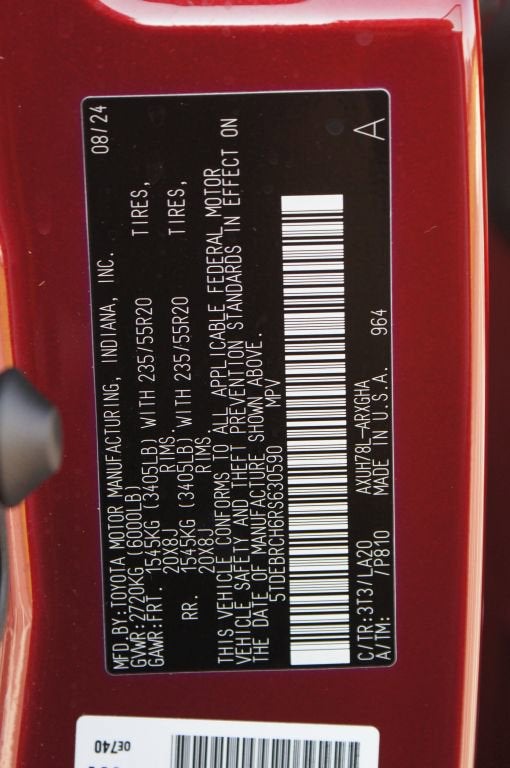 MFD.BY:TOYOTA MOTOR MANUFACTURING, INDIANA, INC. 08/24
GVWR:2720KG (6000LB)
GAWR:FRT. 1545KG (3405LB) WITH 235/55R20 TIRES,
20X8J RIMS.
RR. 1545KG (3405LB) WITH 235/55R20 TIRES,
20X8J RIMS.
THIS VEHICLE CONFORMS TO ALL APPLICABLE FEDERAL MOTOR
VEHICLE SAFETY AND THEFT PREVENTION STANDARDS IN EFFECT ON
THE DATE OF MANUFACTURE SHOWN ABOVE.
5TDEBRCH6RS630590 MPV
C/TR:3T3/LA20 AXUH78L-ARXGHA
A/TM: /P810 MADE IN U.S.A. 964 A
0E740